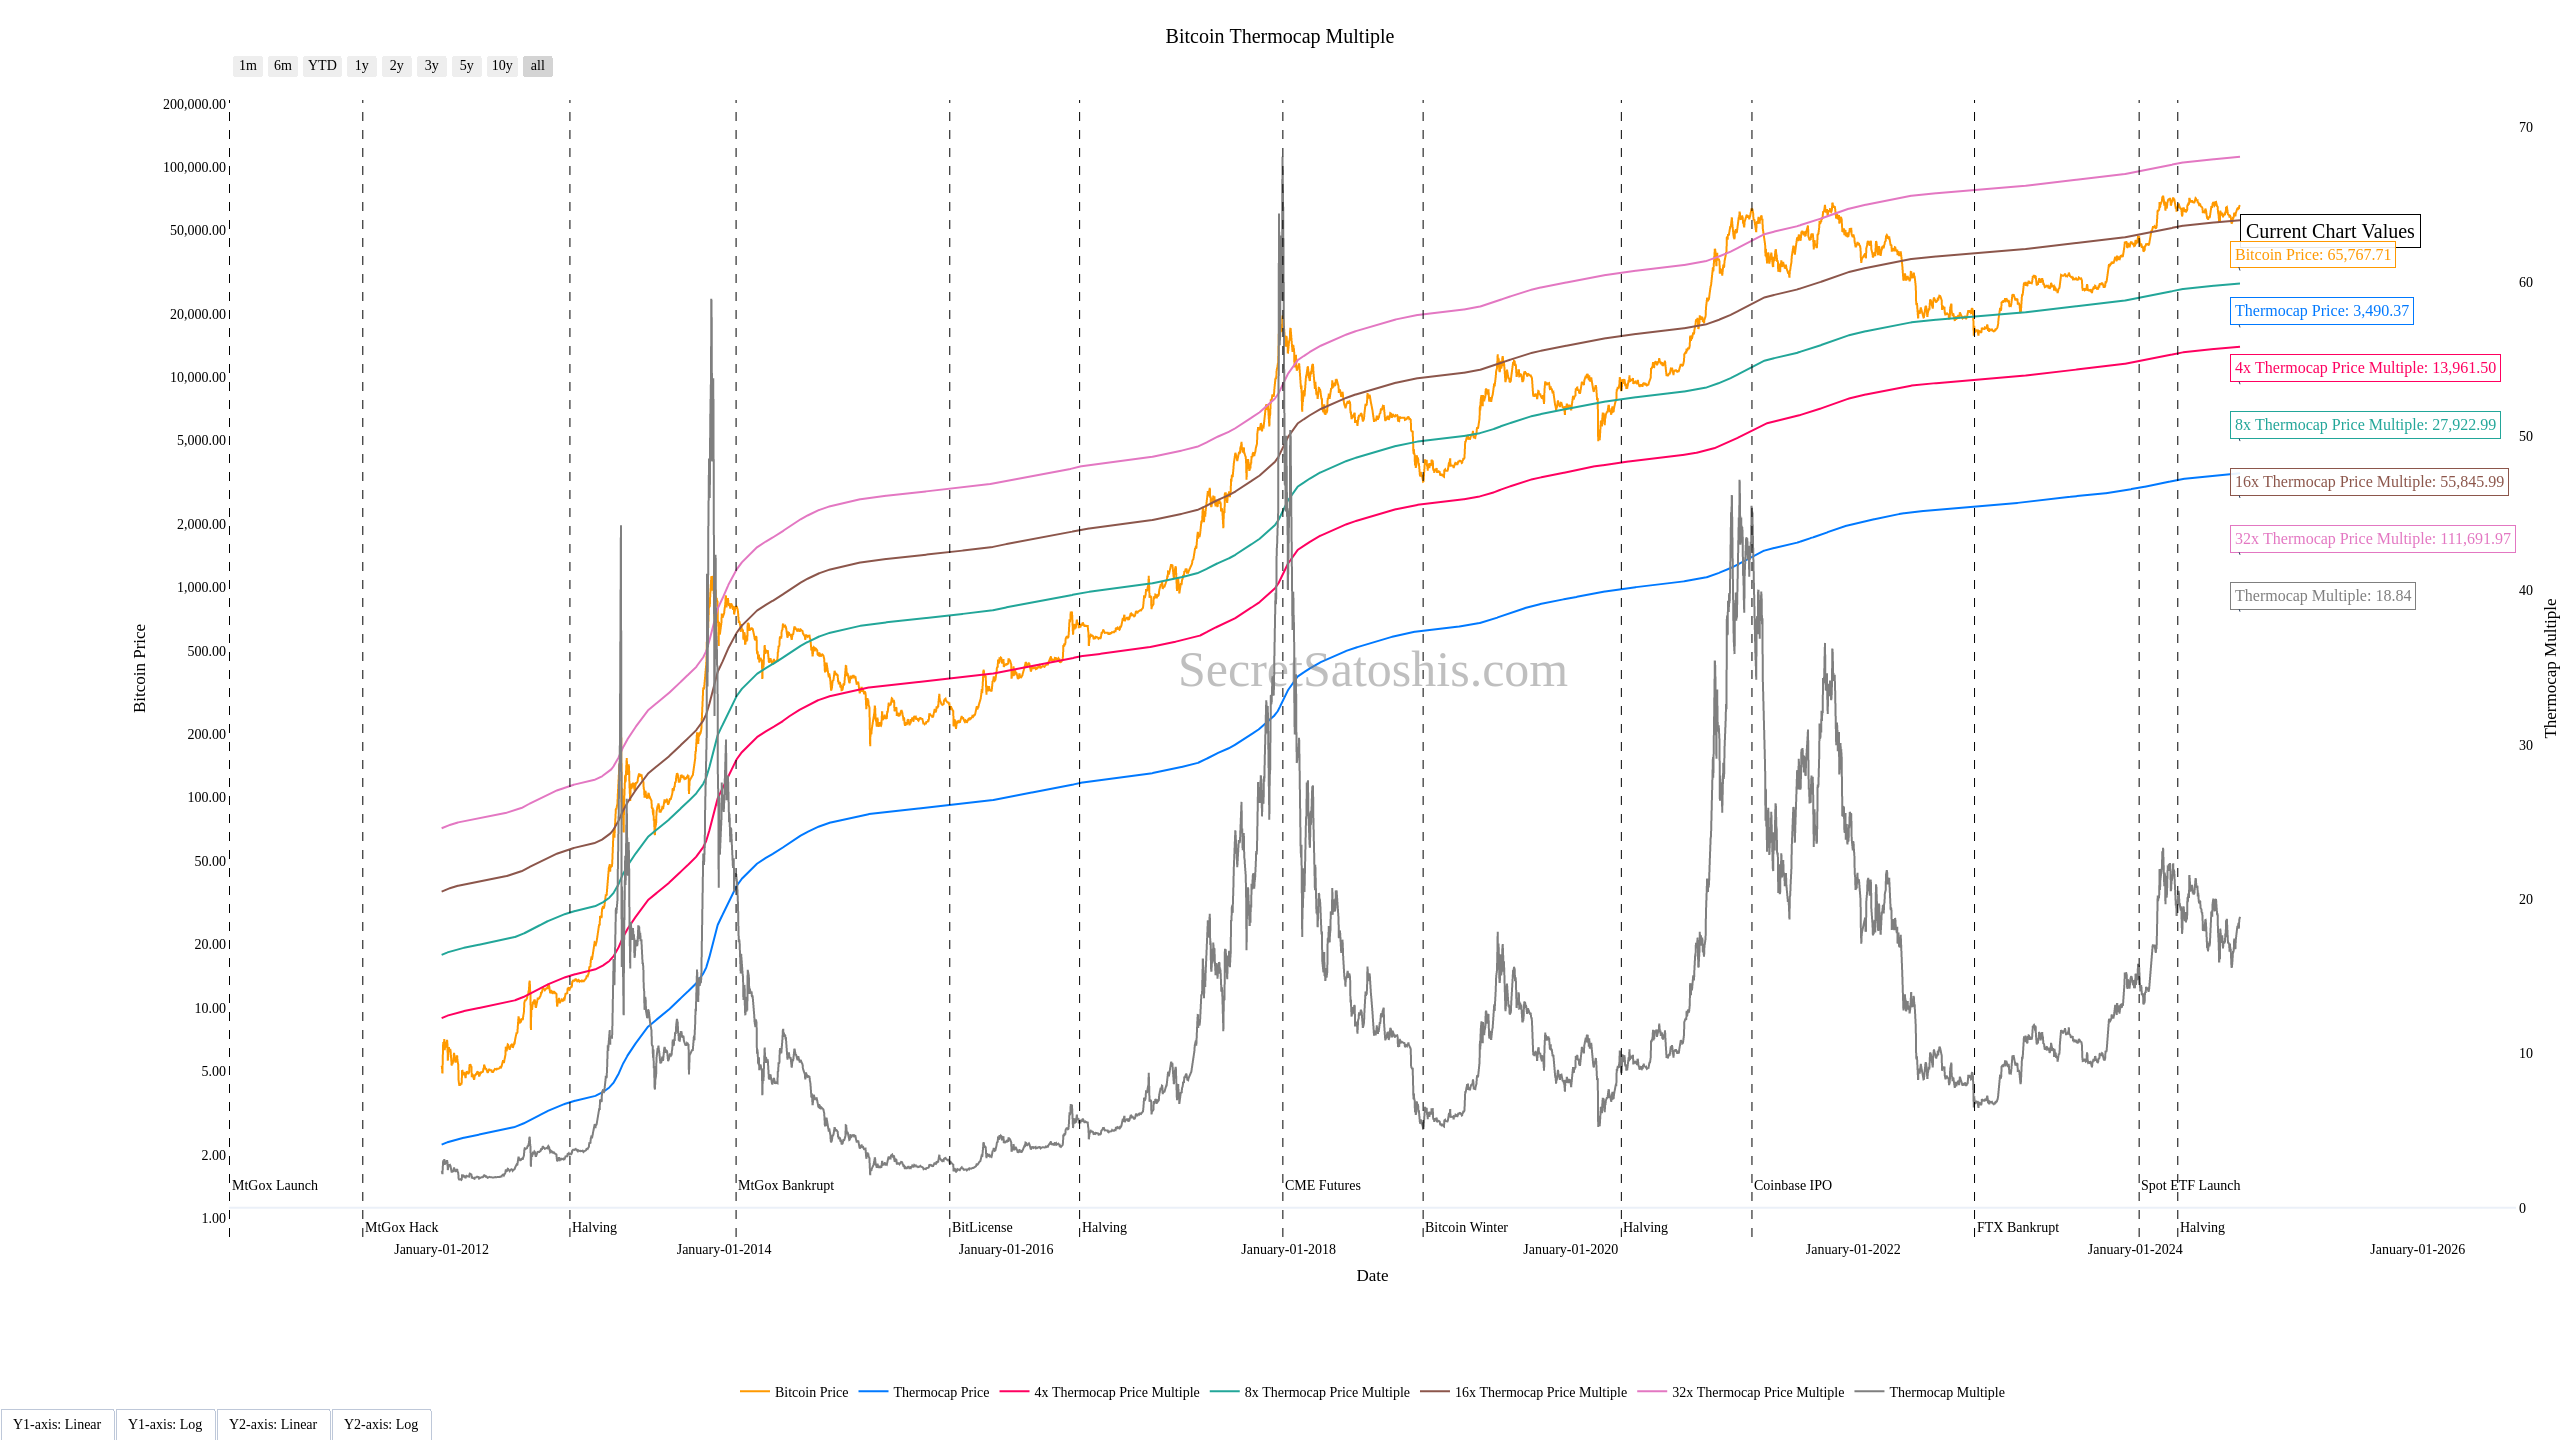 Bitcoin Thermocap Multiple
1m 6m YTD 1y 2y 3y 5y 10y all
200,000.00
100,000.00
50,000.00
20,000.00
10,000.00
5,000.00
2,000.00
1,000.00
500.00
200.00
100.00
50.00
20.00
10.00
5.00
2.00
1.00
Bitcoin Price
70
60
50
40
30
20
10
0
Thermocap Multiple
Current Chart Values
Bitcoin Price: 65,767.71
Thermocap Price: 3,490.37
4x Thermocap Price Multiple: 13,961.50
8x Thermocap Price Multiple: 27,922.99
16x Thermocap Price Multiple: 55,845.99
32x Thermocap Price Multiple: 111,691.97
Thermocap Multiple: 18.84
SecretSatoshis.com
MtGox Launch MtGox Bankrupt CME Futures Coinbase IPO Spot ETF Launch
MtGox Hack Halving BitLicense Halving Bitcoin Winter Halving FTX Bankrupt Halving
January-01-2012 January-01-2014 January-01-2016 January-01-2018 January-01-2020 January-01-2022 January-01-2024 January-01-2026
Date
Bitcoin Price Thermocap Price 4x Thermocap Price Multiple 8x Thermocap Price Multiple 16x Thermocap Price Multiple 32x Thermocap Price Multiple Thermocap Multiple
Y1-axis: Linear Y1-axis: Log Y2-axis: Linear Y2-axis: Log